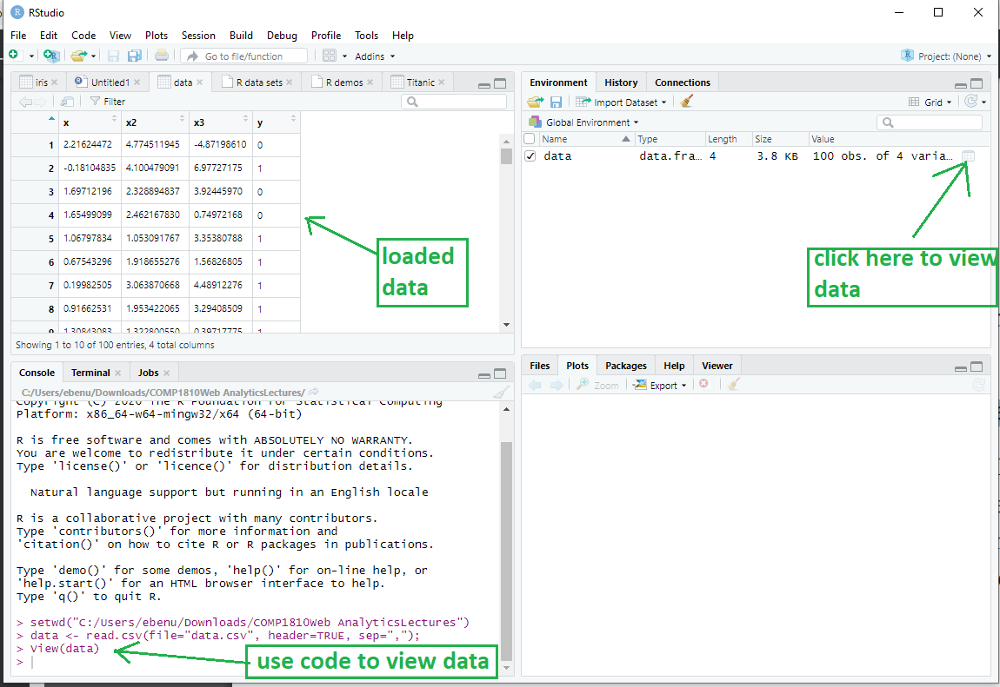 RStudio
File Edit Code View Plots Session Build Debug Profile Tools Help
Go to file/function Addins Project: (None)
iris Untitled1 data R data sets R demos Titanic
Filter
x x2 x3 y
1 2.21624472 4.774511945 -4.87198610 0
2 -0.18104835 4.100479091 6.97727175 1
3 1.69712196 2.328894837 3.92445970 0
4 1.65499099 2.462167830 0.74972168 0
5 1.06797834 1.053091767 3.35380788 1
6 0.67543296 1.918655276 1.56826805 1
7 0.19982505 3.063870668 4.48912276 1
8 0.91662531 1.953422065 3.29408509 1
9 1.30843083 1.322800550 0.39717775 1
Showing 1 to 10 of 100 entries, 4 total columns
loaded
data
Environment History Connections
Import Dataset Grid
Global Environment
Name Type Length Size Value
data data.fra… 4 3.8 KB 100 obs. of 4 varia…
click here to view
data
Console Terminal Jobs
C:/Users/ebenu/Downloads/COMP1810Web AnalyticsLectures/
Copyright (C) 2020 The R Foundation for Statistical Computing
Platform: x86_64-w64-mingw32/x64 (64-bit)
R is free software and comes with ABSOLUTELY NO WARRANTY.
You are welcome to redistribute it under certain conditions.
Type 'license()' or 'licence()' for distribution details.
Natural language support but running in an English locale
R is a collaborative project with many contributors.
Type 'contributors()' for more information and
'citation()' on how to cite R or R packages in publications.
Type 'demo()' for some demos, 'help()' for on-line help, or
'help.start()' for an HTML browser interface to help.
Type 'q()' to quit R.
> setwd("C:/Users/ebenu/Downloads/COMP1810Web AnalyticsLectures")
> data <- read.csv(file="data.csv", header=TRUE, sep=",");
> View(data)
>
use code to view data
Files Plots Packages Help Viewer
Zoom Export